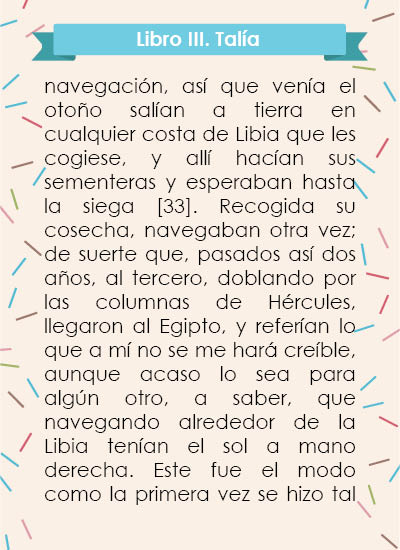 Libro III. Talía
navegación, así que venía el
otoño salían a tierra en
cualquier costa de Libia que les
cogiese, y allí hacían sus
sementeras y esperaban hasta
la siega [33]. Recogida su
cosecha, navegaban otra vez;
de suerte que, pasados así dos
años, al tercero, doblando por
las columnas de Hércules,
llegaron al Egipto, y referían lo
que a mí no se me hará creíble,
aunque acaso lo sea para
algún otro, a saber, que
navegando alrededor de la
Libia tenían el sol a mano
derecha. Este fue el modo
como la primera vez se hizo tal